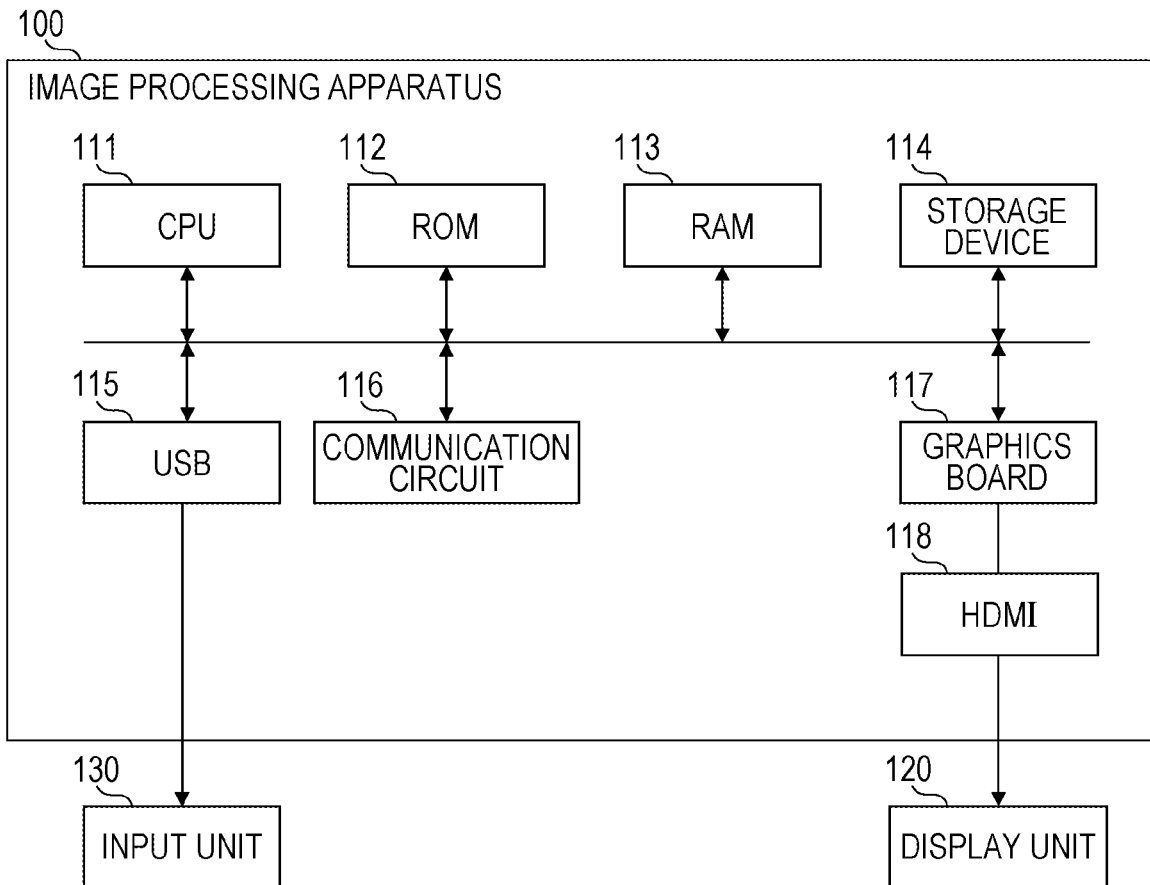 100
IMAGE PROCESSING APPARATUS
111
CPU
112
ROM
113
RAM
114
STORAGE
DEVICE
115
USB
116
COMMUNICATION
CIRCUIT
117
GRAPHICS
BOARD
118
HDMI
130
INPUT UNIT
120
DISPLAY UNIT